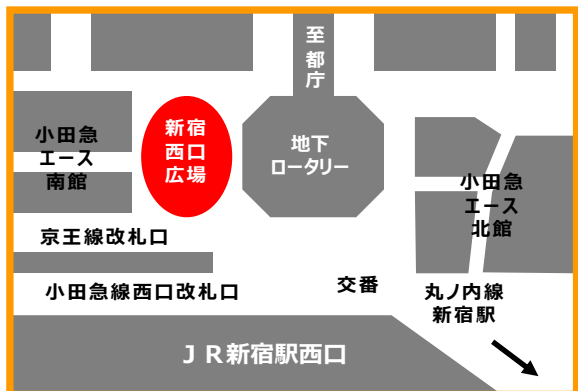 至
都
庁
新宿
西口
広場
地下
ロータリー
小田急
エース
南館
小田急
エース
北館
京王線改札口
小田急線西口改札口
交番
丸ノ内線
新宿駅
ＪＲ新宿駅西口